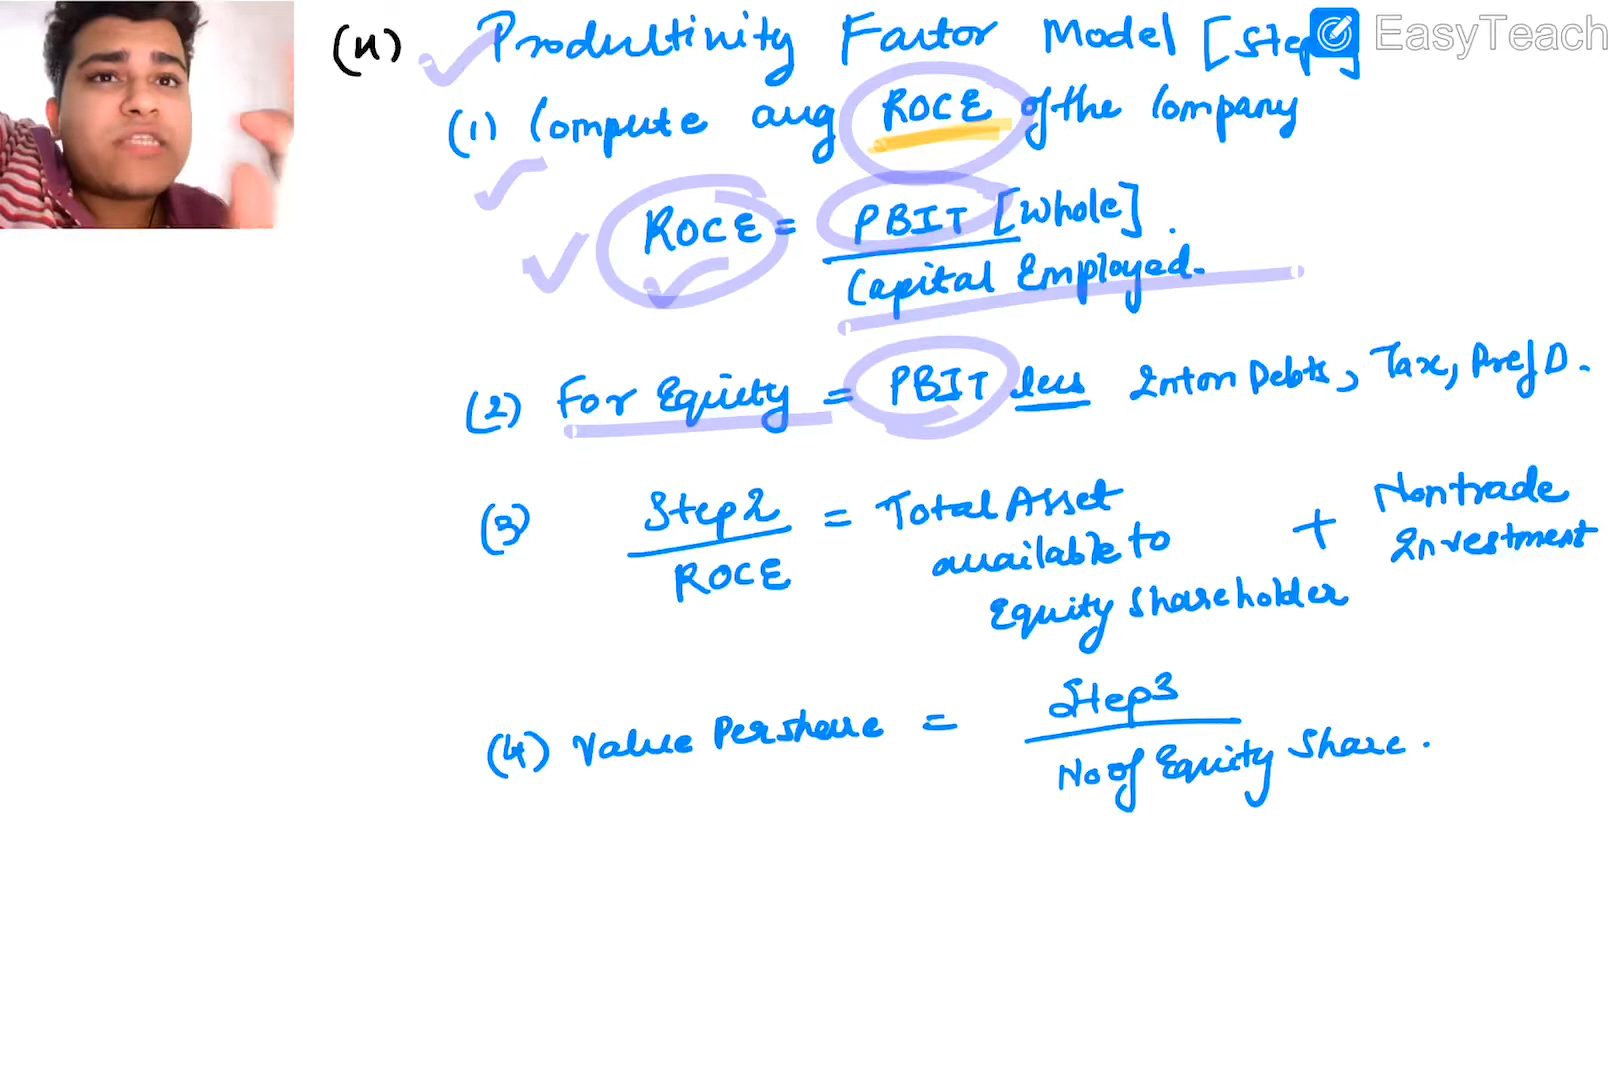 (x) Productivity Factor Model [Step]
EasyTeach
(1) Compute avg ROCE of the Company
ROCE = PBIT [Whole].
Capital Employed.
(2) For Equity = PBIT less Int on Debts, Tax, Pref D.
(3) Step 2 = Total Asset + Nontrade
ROCE available to Investment
Equity Shareholder
(4) Value Per share = Step 3
No of Equity Share.